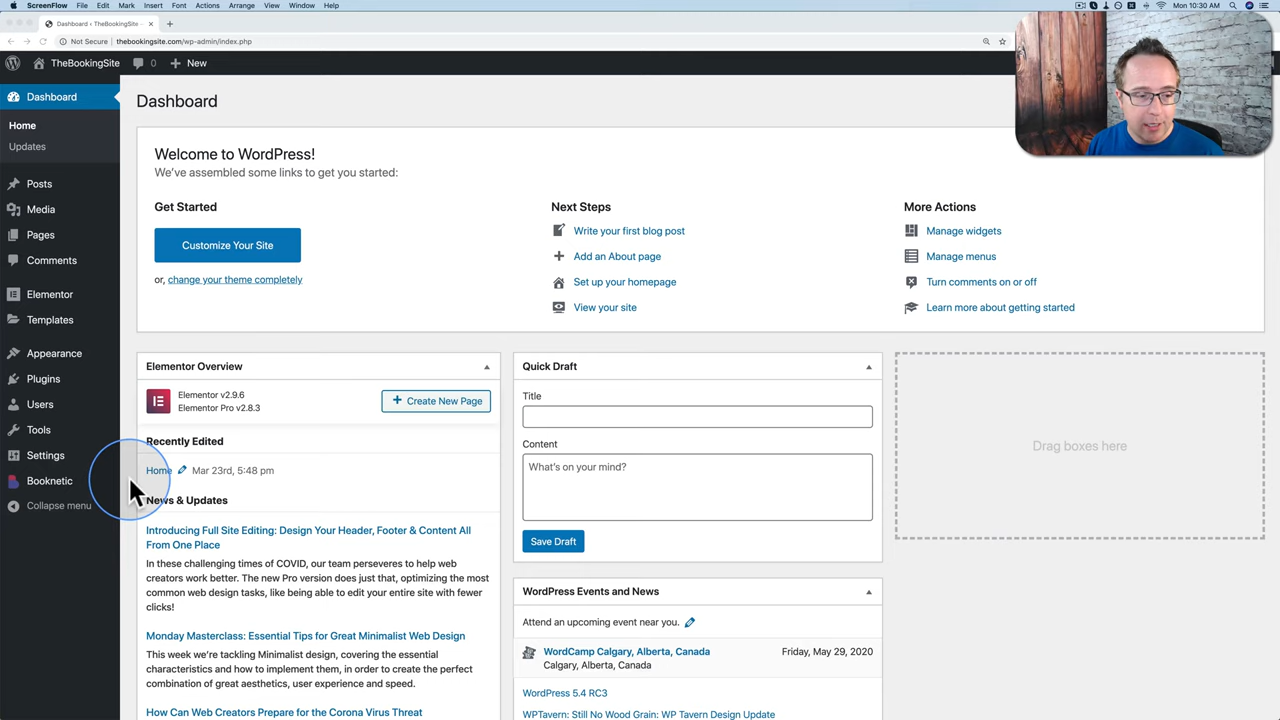 ScreenFlow File Edit Mark Insert Font Actions Arrange View Window Help Mon 10:30 AM
Dashboard ‹ TheBookingSite —
Not Secure thebookingsite.com/wp-admin/index.php
TheBookingSite 0 New
Dashboard
Home
Updates
Posts
Media
Pages
Comments
Elementor
Templates
Appearance
Plugins
Users
Tools
Settings
Booknetic
Collapse menu
Dashboard
Welcome to WordPress!
We've assembled some links to get you started:
Get Started
Customize Your Site
or, change your theme completely
Next Steps
Write your first blog post
Add an About page
Set up your homepage
View your site
More Actions
Manage widgets
Manage menus
Turn comments on or off
Learn more about getting started
Elementor Overview
Elementor v2.9.6
Elementor Pro v2.8.3
Create New Page
Recently Edited
Home Mar 23rd, 5:48 pm
News & Updates
Introducing Full Site Editing: Design Your Header, Footer & Content All
From One Place
In these challenging times of COVID, our team perseveres to help web
creators work better. The new Pro version does just that, optimizing the most
common web design tasks, like being able to edit your entire site with fewer
clicks!
Monday Masterclass: Essential Tips for Great Minimalist Web Design
This week we're tackling Minimalist design, covering the essential
characteristics and how to implement them, in order to create the perfect
combination of great aesthetics, user experience and speed.
How Can Web Creators Prepare for the Corona Virus Threat
Quick Draft
Title
Content
What's on your mind?
Save Draft
WordPress Events and News
Attend an upcoming event near you.
WordCamp Calgary, Alberta, Canada Friday, May 29, 2020
Calgary, Alberta, Canada
WordPress 5.4 RC3
WPTavern: Still No Wood Grain: WP Tavern Design Update
Drag boxes here